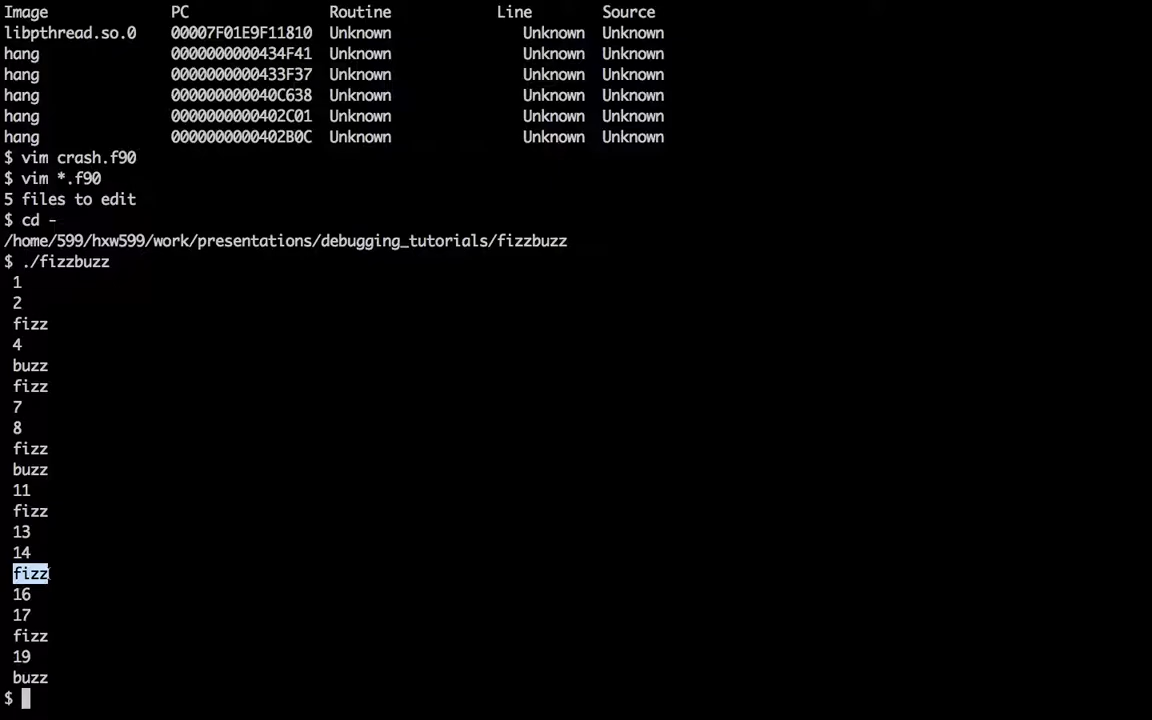 Image PC Routine Line Source
libpthread.so.0 00007F01E9F11810 Unknown Unknown Unknown
hang 0000000000434F41 Unknown Unknown Unknown
hang 0000000000433F37 Unknown Unknown Unknown
hang 000000000040C638 Unknown Unknown Unknown
hang 0000000000402C01 Unknown Unknown Unknown
hang 0000000000402B0C Unknown Unknown Unknown
$ vim crash.f90
$ vim *.f90
5 files to edit
$ cd -
/home/599/hxw599/work/presentations/debugging_tutorials/fizzbuzz
$ ./fizzbuzz
1
2
fizz
4
buzz
fizz
7
8
fizz
buzz
11
fizz
13
14
fizz
16
17
fizz
19
buzz
$